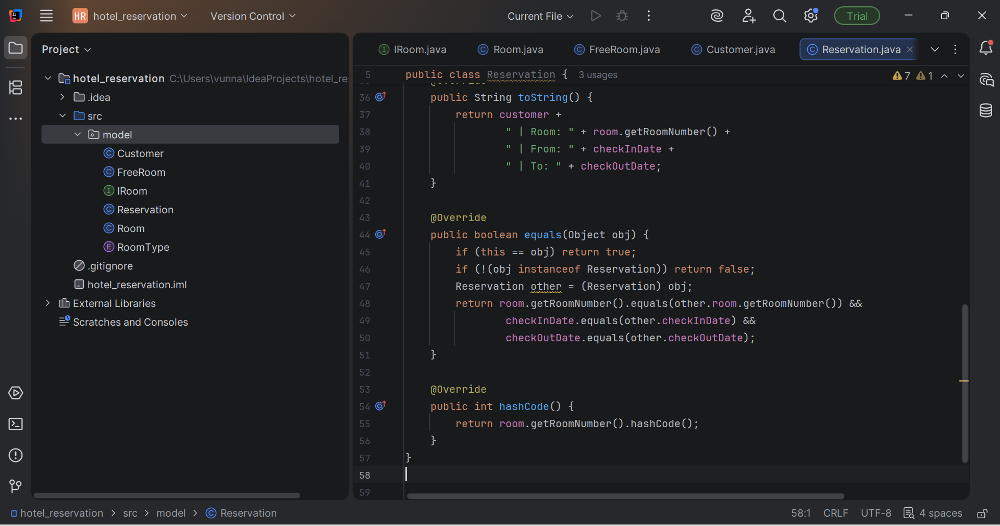 HR hotel_reservation Version Control Current File Trial
Project
hotel_reservation C:\Users\vunna\IdeaProjects\hotel_re
.idea
src
model
Customer
FreeRoom
IRoom
Reservation
Room
RoomType
.gitignore
hotel_reservation.iml
External Libraries
Scratches and Consoles
IRoom.java Room.java FreeRoom.java Customer.java Reservation.java
5 public class Reservation { 3 usages 7 1
36 public String toString() {
37 return customer +
38 " | Room: " + room.getRoomNumber() +
39 " | From: " + checkInDate +
40 " | To: " + checkOutDate;
41 }
42
43 @Override
44 public boolean equals(Object obj) {
45 if (this == obj) return true;
46 if (!(obj instanceof Reservation)) return false;
47 Reservation other = (Reservation) obj;
48 return room.getRoomNumber().equals(other.room.getRoomNumber()) &&
49 checkInDate.equals(other.checkInDate) &&
50 checkOutDate.equals(other.checkOutDate);
51 }
52
53 @Override
54 public int hashCode() {
55 return room.getRoomNumber().hashCode();
56 }
57 }
58
59
hotel_reservation > src > model > Reservation 58:1 CRLF UTF-8 4 spaces